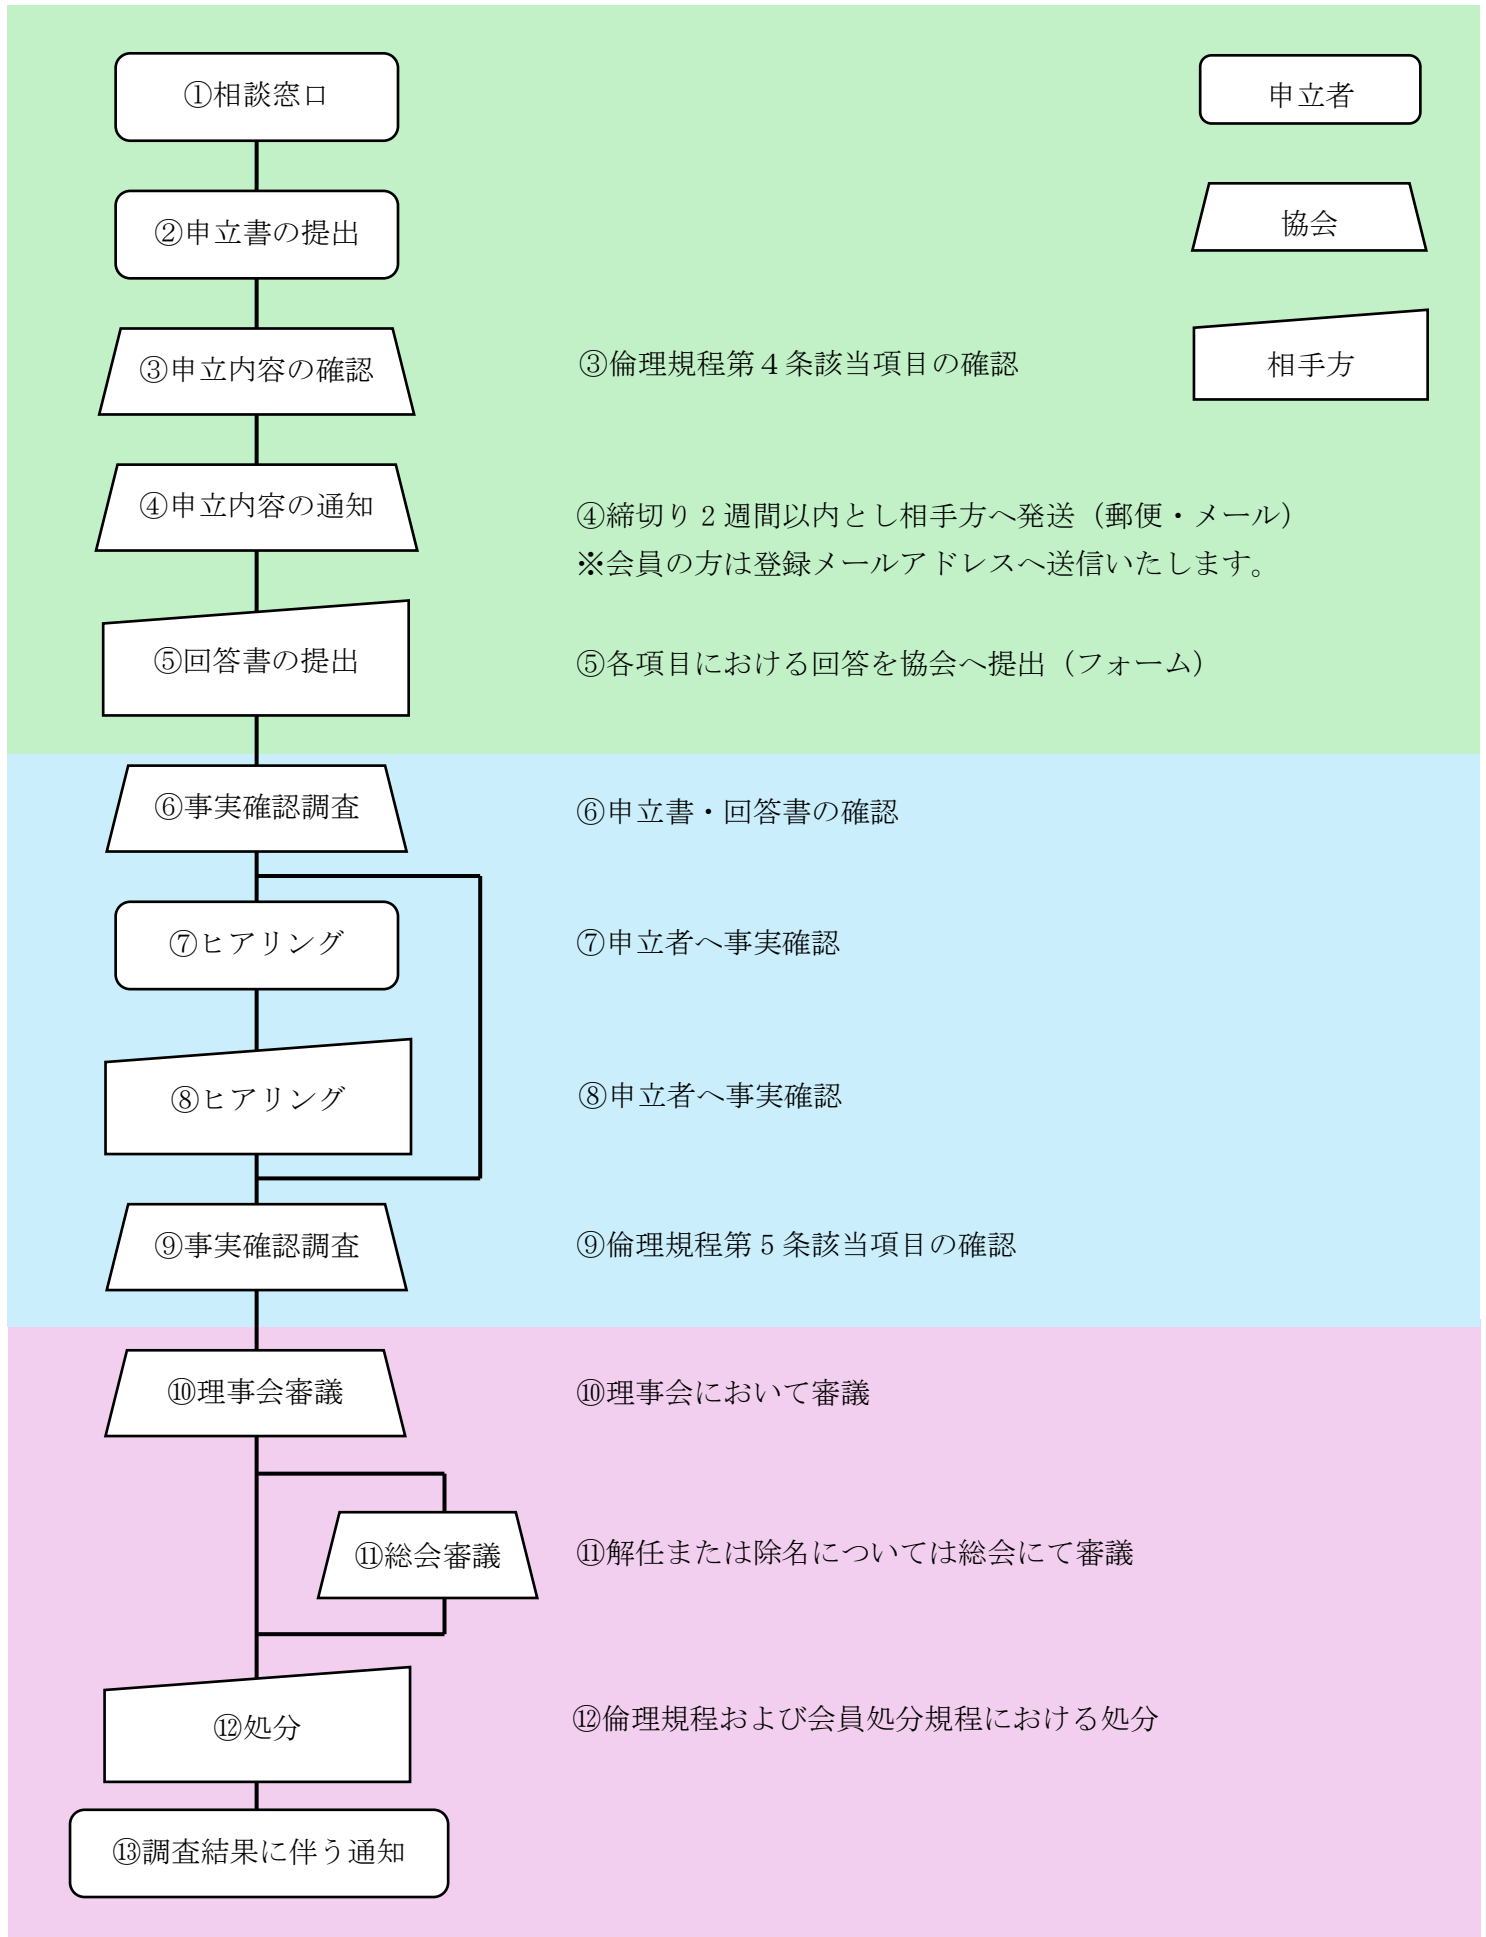 ①相談窓口
申立者
②申立書の提出
協会
③申立内容の確認
③倫理規程第４条該当項目の確認
相手方
④申立内容の通知
④締切り２週間以内とし相手方へ発送（郵便・メール）
※会員の方は登録メールアドレスへ送信いたします。
⑤回答書の提出
⑤各項目における回答を協会へ提出（フォーム）
⑥事実確認調査
⑥申立書・回答書の確認
⑦ヒアリング
⑦申立者へ事実確認
⑧ヒアリング
⑧申立者へ事実確認
⑨事実確認調査
⑨倫理規程第５条該当項目の確認
⑩理事会審議
⑩理事会において審議
⑪総会審議
⑪解任または除名については総会にて審議
⑫処分
⑫倫理規程および会員処分規程における処分
⑬調査結果に伴う通知